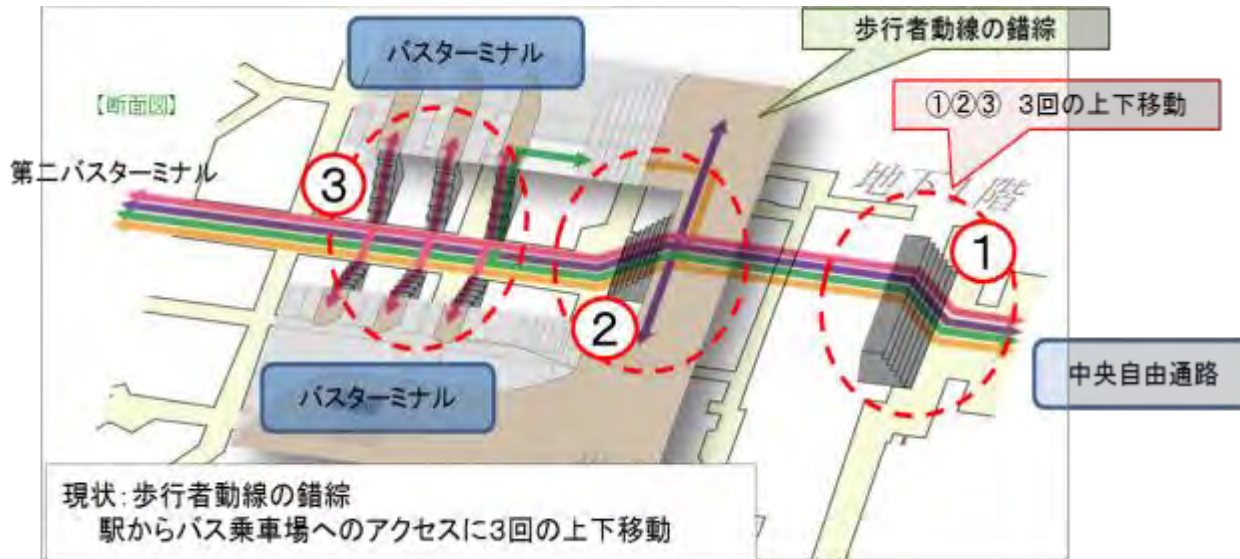 歩行者動線の錯綜
バスターミナル
①②③ 3回の上下移動
【断面図】
第二バスターミナル
③
地下1階
①
②
中央自由通路
バスターミナル
現状:歩行者動線の錯綜
駅からバス乗車場へのアクセスに3回の上下移動